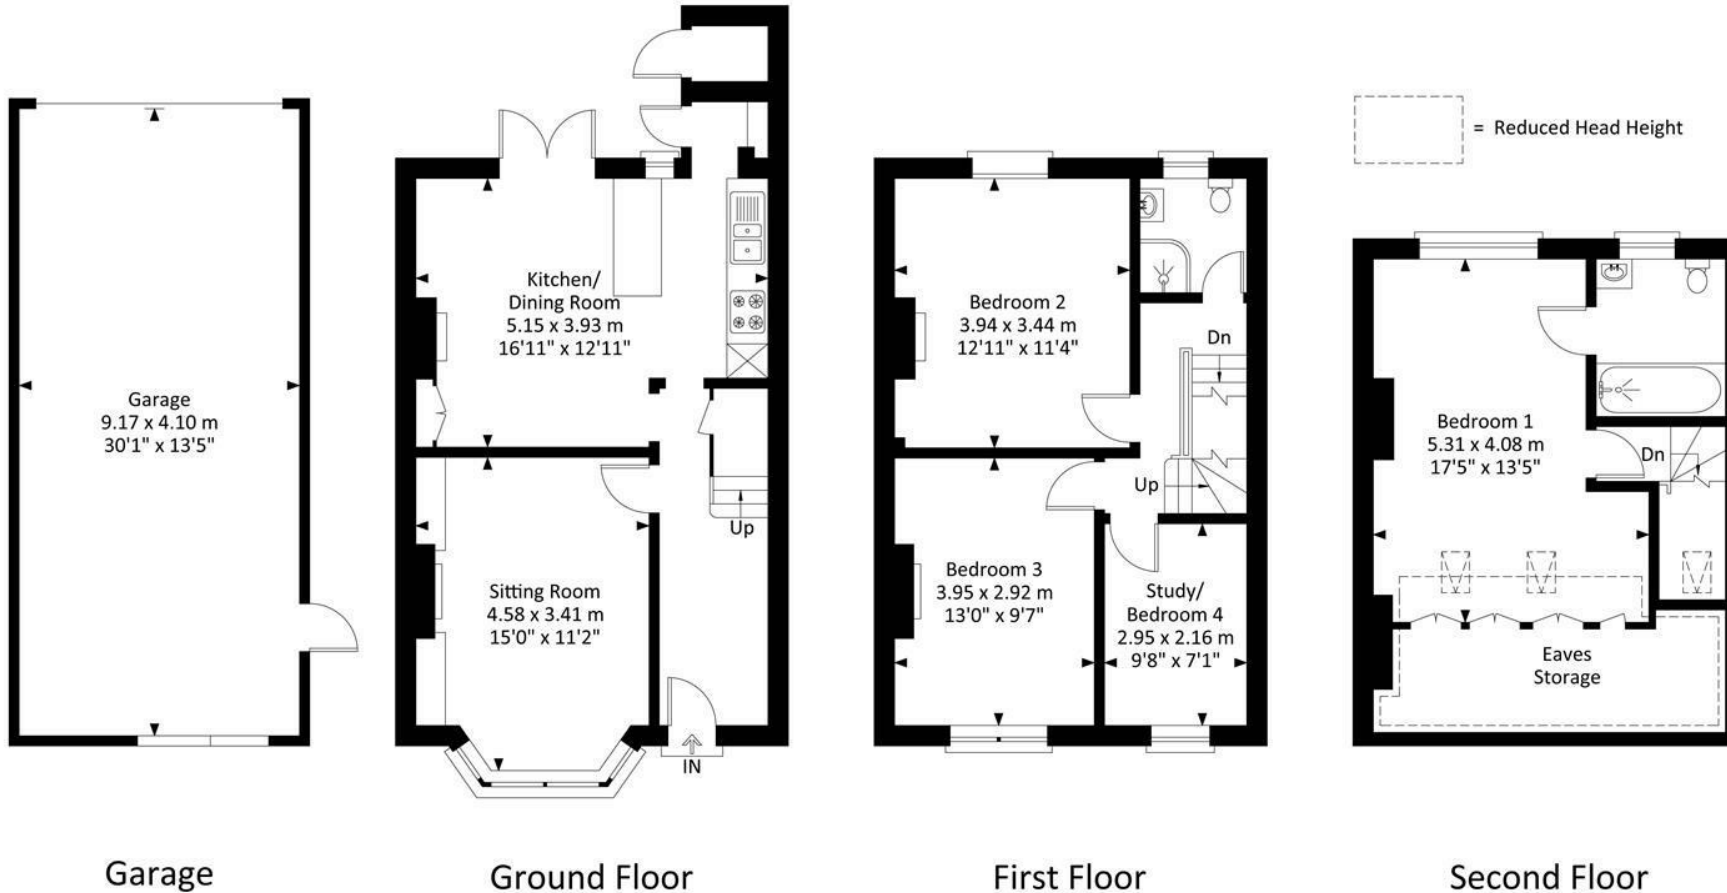 Garage
9.17 x 4.10 m
30'1" x 13'5"
Kitchen/
Dining Room
5.15 x 3.93 m
16'11" x 12'11"
Up
Sitting Room
4.58 x 3.41 m
15'0" x 11'2"
IN
Bedroom 2
3.94 x 3.44 m
12'11" x 11'4"
Dn
Up
Bedroom 3
3.95 x 2.92 m
13'0" x 9'7"
Study/
Bedroom 4
2.95 x 2.16 m
9'8" x 7'1"
= Reduced Head Height
Bedroom 1
5.31 x 4.08 m
17'5" x 13'5"
Dn
Eaves
Storage
Garage
Ground Floor
First Floor
Second Floor